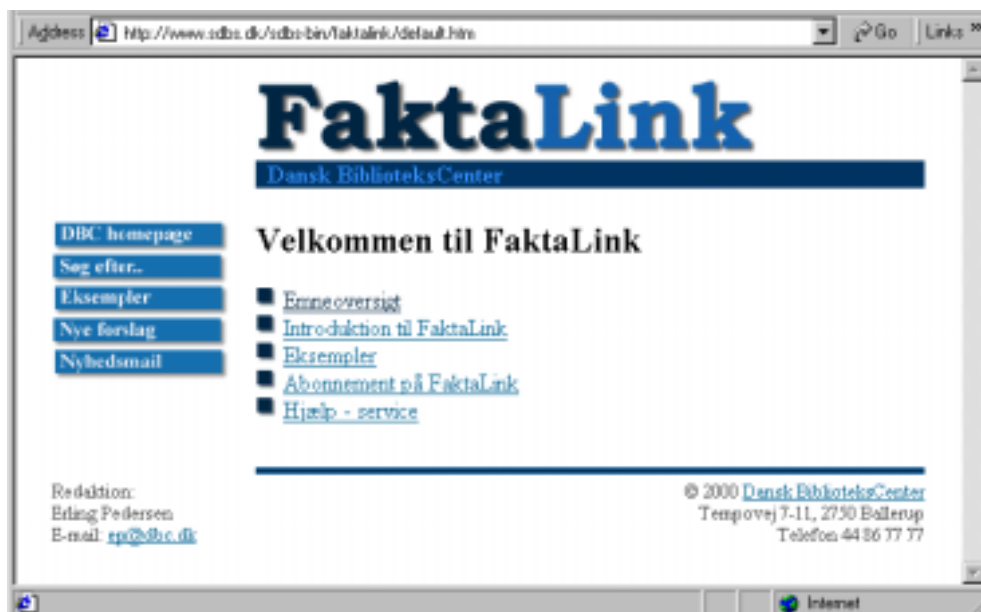 Address http://www.sdbs.dk/sdbs-bin/faktalink/default.htm Go Links »
FaktaLink
Dansk BiblioteksCenter
DBC homepage
Søg efter..
Eksempler
Nye forslag
Nyhedsmail
Velkommen til FaktaLink
Emneoversigt
Introduktion til FaktaLink
Eksempler
Abonnement på FaktaLink
Hjælp - service
Redaktion:
Erling Pedersen
E-mail: ep@dbc.dk
© 2000 Dansk BiblioteksCenter
Tempovej 7-11, 2750 Ballerup
Telefon 44 86 77 77
Internet